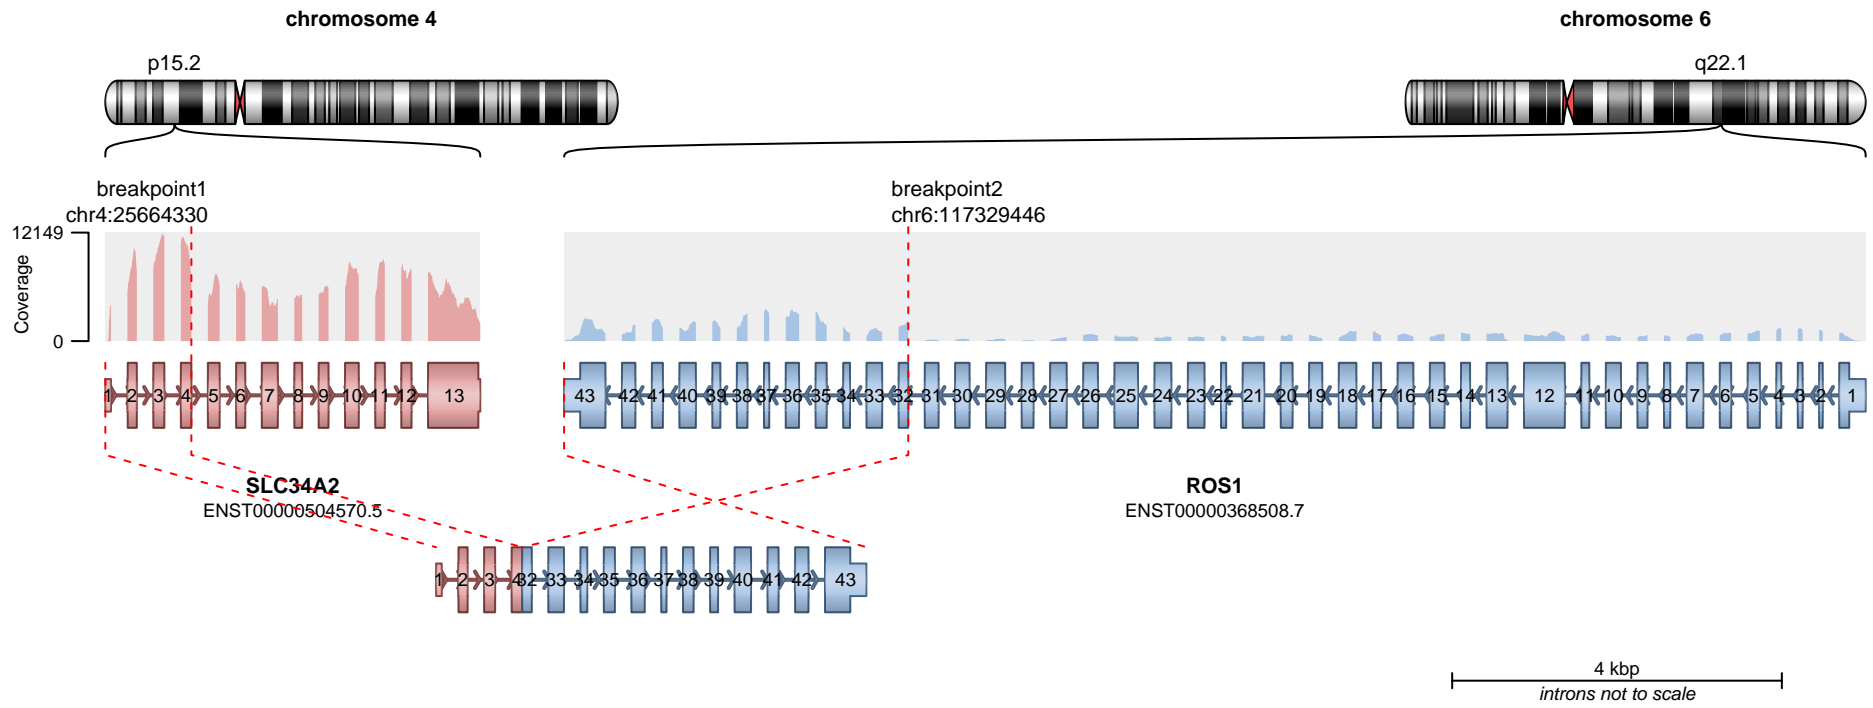 chromosome 4
chromosome 6
p15.2
q22.1
breakpoint1
chr4:25664330
breakpoint2
chr6:117329446
12149
Coverage
0
1 2 3 4 5 6 7 8 9 10 11 12 13
43 42 41 40 39 38 37 36 35 34 33 32 31 30 29 28 27 26 25 24 23 22 21 20 19 18 17 16 15 14 13 12 11 10 9 8 7 6 5 4 3 2 1
SLC34A2
ENST00000504570.5
ROS1
ENST00000368508.7
1 2 3 4 32 33 34 35 36 37 38 39 40 41 42 43
4 kbp
introns not to scale